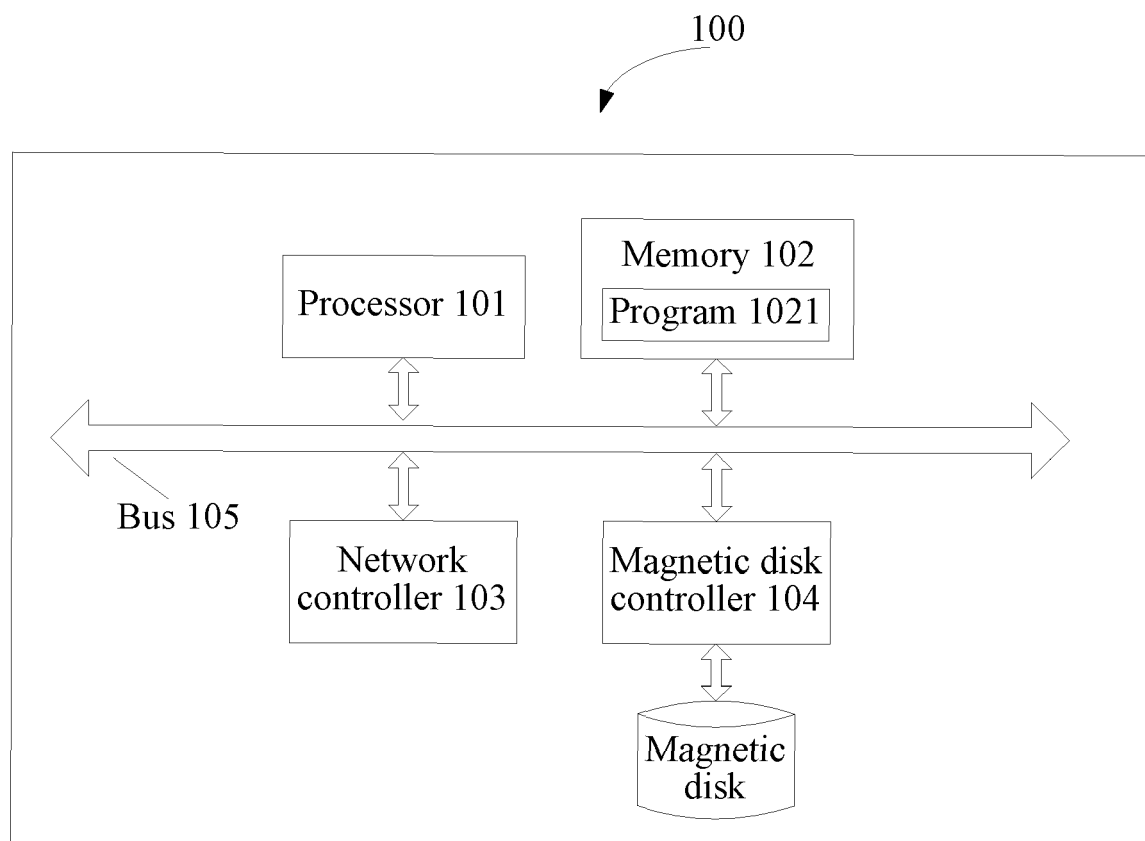 100
Memory 102
Processor 101
Program 1021
Bus 105
Network
controller 103
Magnetic disk
controller 104
Magnetic
disk